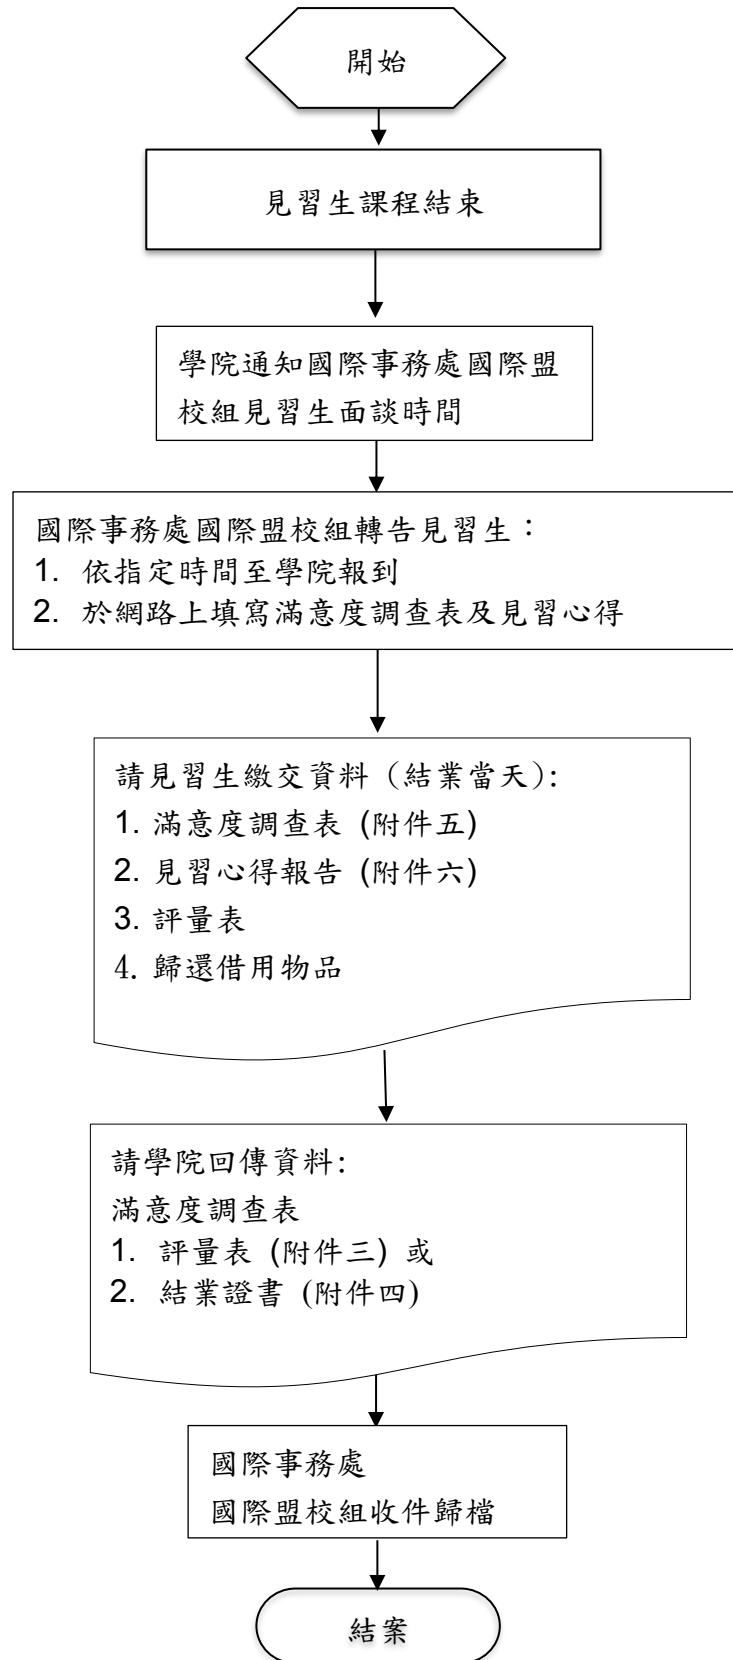 開始
見習生課程結束
學院通知國際事務處國際盟
校組見習生面談時間
國際事務處國際盟校組轉告見習生：
1. 依指定時間至學院報到
2. 於網路上填寫滿意度調查表及見習心得
請見習生繳交資料（結業當天）:
1. 滿意度調查表 (附件五)
2. 見習心得報告 (附件六)
3. 評量表
4. 歸還借用物品
請學院回傳資料:
滿意度調查表
1. 評量表 (附件三) 或
2. 結業證書 (附件四)
國際事務處
國際盟校組收件歸檔
結案